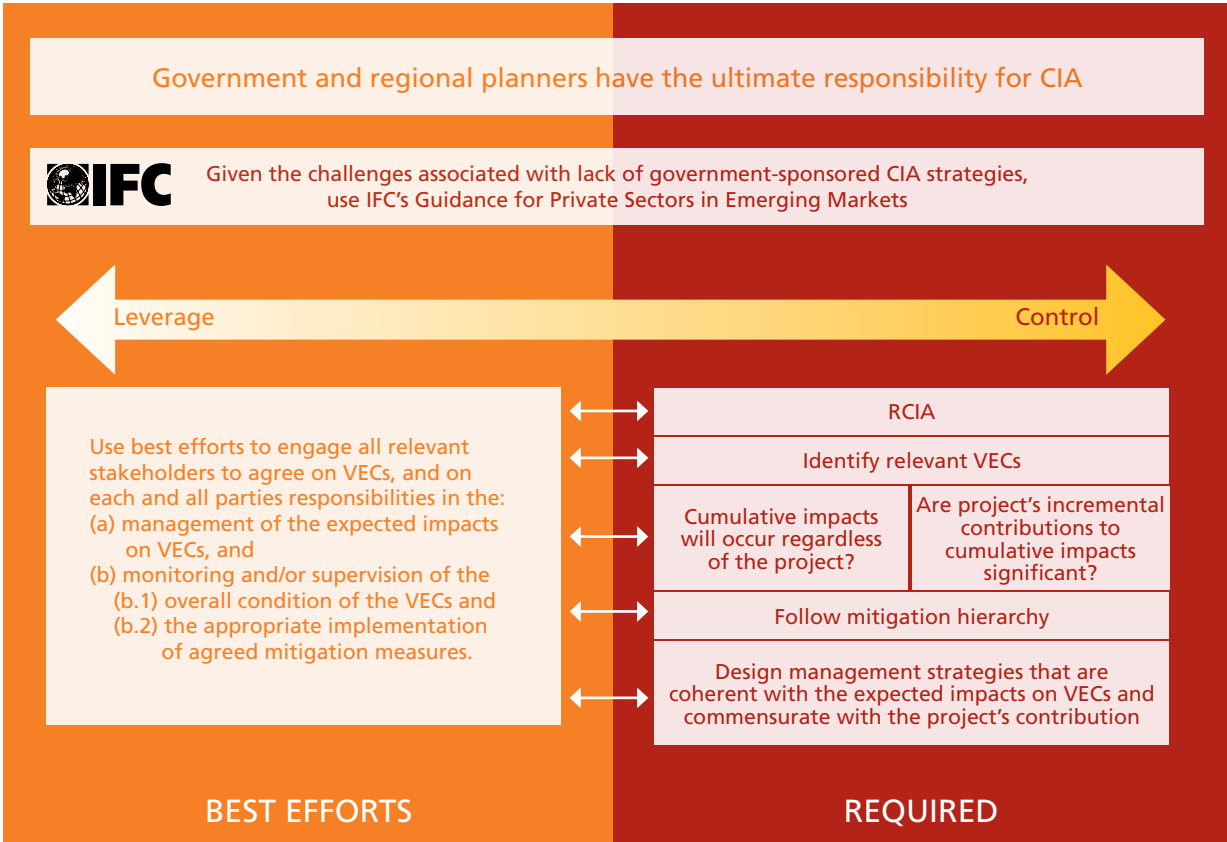 Government and regional planners have the ultimate responsibility for CIA
IFC
Given the challenges associated with lack of government-sponsored CIA strategies,
use IFC's Guidance for Private Sectors in Emerging Markets
Leverage
Control
Use best efforts to engage all relevant
stakeholders to agree on VECs, and on
each and all parties responsibilities in the:
(a) management of the expected impacts
on VECs, and
(b) monitoring and/or supervision of the
(b.1) overall condition of the VECs and
(b.2) the appropriate implementation
of agreed mitigation measures.
RCIA
Identify relevant VECs
Cumulative impacts
will occur regardless
of the project?
Are project's incremental
contributions to
cumulative impacts
significant?
Follow mitigation hierarchy
Design management strategies that are
coherent with the expected impacts on VECs and
commensurate with the project's contribution
BEST EFFORTS
REQUIRED